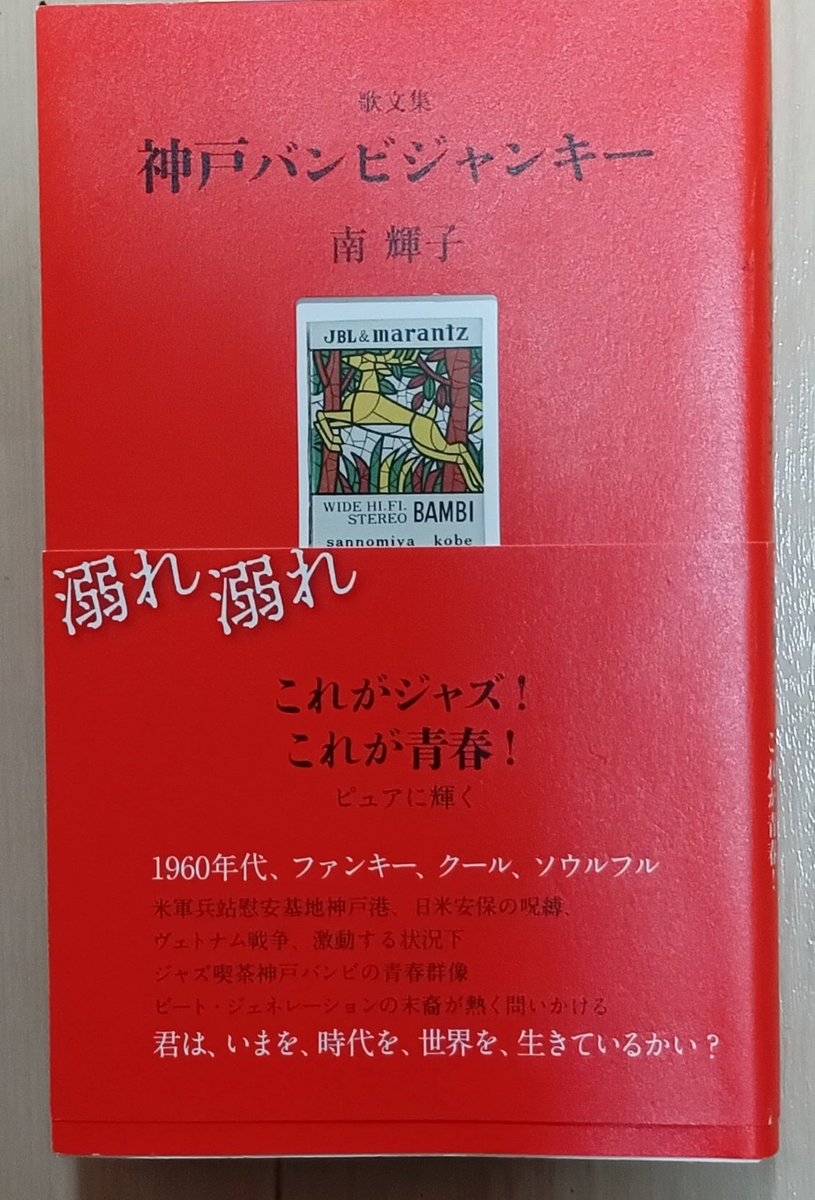 歌文集
神戸バンビジャンキー
南 輝子
JBL & marantz
WIDE HI.FI.
STEREO BAMBI
sannomiya kobe
溺れ溺れ
これがジャズ!
これが青春!
ピュアに輝く
1960年代、ファンキー、クール、ソウルフル
米軍兵站慰安基地神戸港、日米安保の呪縛、
ヴェトナム戦争、激動する状況下
ジャズ喫茶神戸バンビの青春群像
ビート・ジェネレーションの末裔が熱く問いかける
君は、いまを、時代を、世界を、生きているかい?
これが青春!